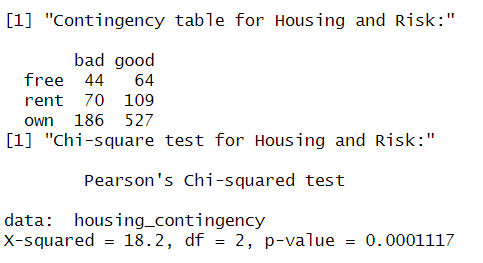 [1] "Contingency table for Housing and Risk:"
bad good
free 44 64
rent 70 109
own 186 527
[1] "Chi-square test for Housing and Risk:"
Pearson's Chi-squared test
data: housing_contingency
X-squared = 18.2, df = 2, p-value = 0.0001117